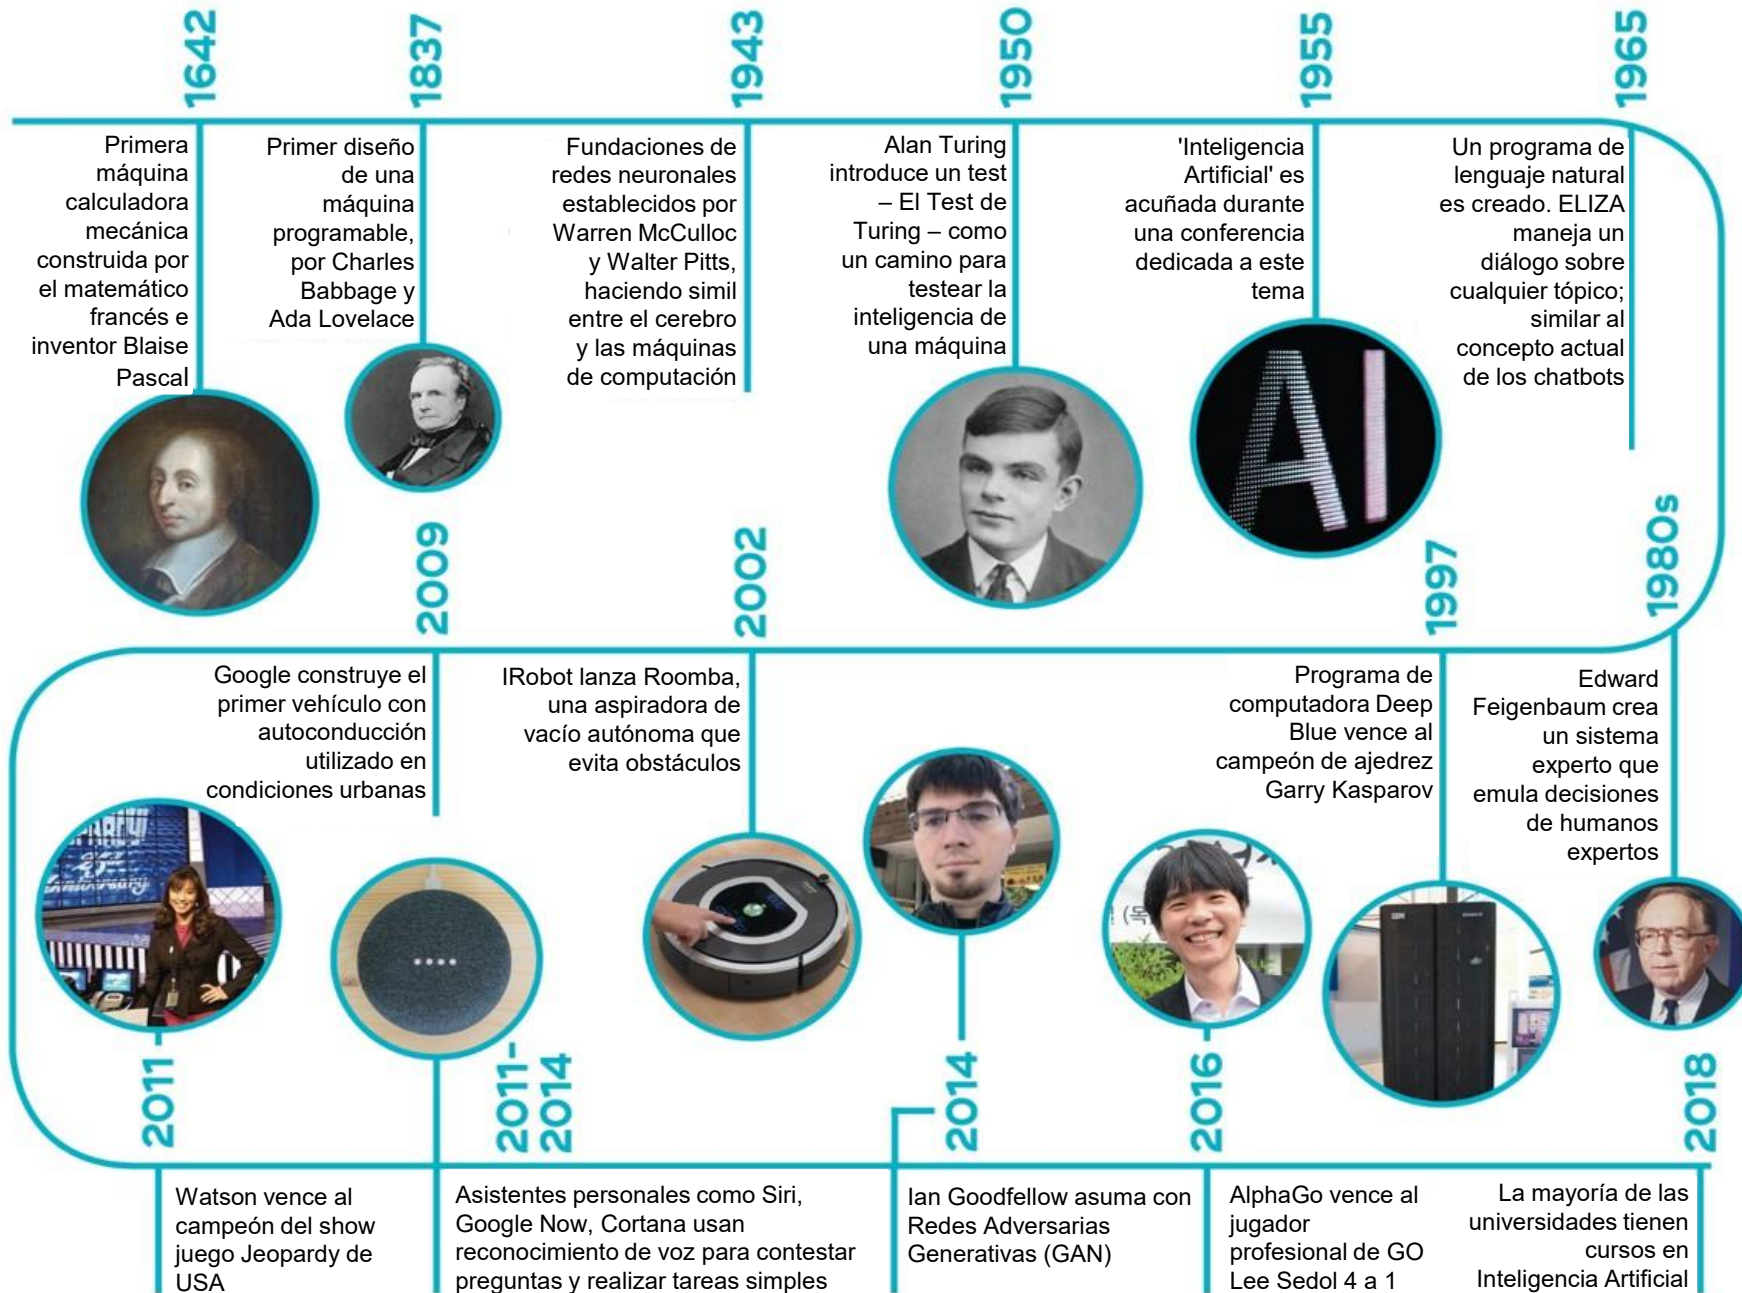 1642
Primera
máquina
calculadora
mecánica
construida por
el matemático
francés e
inventor Blaise
Pascal
1837
Primer diseño
de una
máquina
programable,
por Charles
Babbage y
Ada Lovelace
1943
Fundaciones de
redes neuronales
establecidos por
Warren McCulloc
y Walter Pitts,
haciendo simil
entre el cerebro
y las máquinas
de computación
1950
Alan Turing
introduce un test
– El Test de
Turing – como
un camino para
testear la
inteligencia de
una máquina
1955
'Inteligencia
Artificial' es
acuñada durante
una conferencia
dedicada a este
tema
AI
1965
Un programa de
lenguaje natural
es creado. ELIZA
maneja un
diálogo sobre
cualquier tópico;
similar al
concepto actual
de los chatbots
1980s
Edward
Feigenbaum crea
un sistema
experto que
emula decisiones
de humanos
expertos
1997
Programa de
computadora Deep
Blue vence al
campeón de ajedrez
Garry Kasparov
IBM
2002
IRobot lanza Roomba,
una aspiradora de
vacío autónoma que
evita obstáculos
2009
Google construye el
primer vehículo con
autoconducción
utilizado en
condiciones urbanas
2011
Watson vence al
campeón del show
juego Jeopardy de
USA
2011-
2014
Asistentes personales como Siri,
Google Now, Cortana usan
reconocimiento de voz para contestar
preguntas y realizar tareas simples
2014
Ian Goodfellow asuma con
Redes Adversarias
Generativas (GAN)
2016
AlphaGo vence al
jugador
profesional de GO
Lee Sedol 4 a 1
2018
La mayoría de las
universidades tienen
cursos en
Inteligencia Artificial